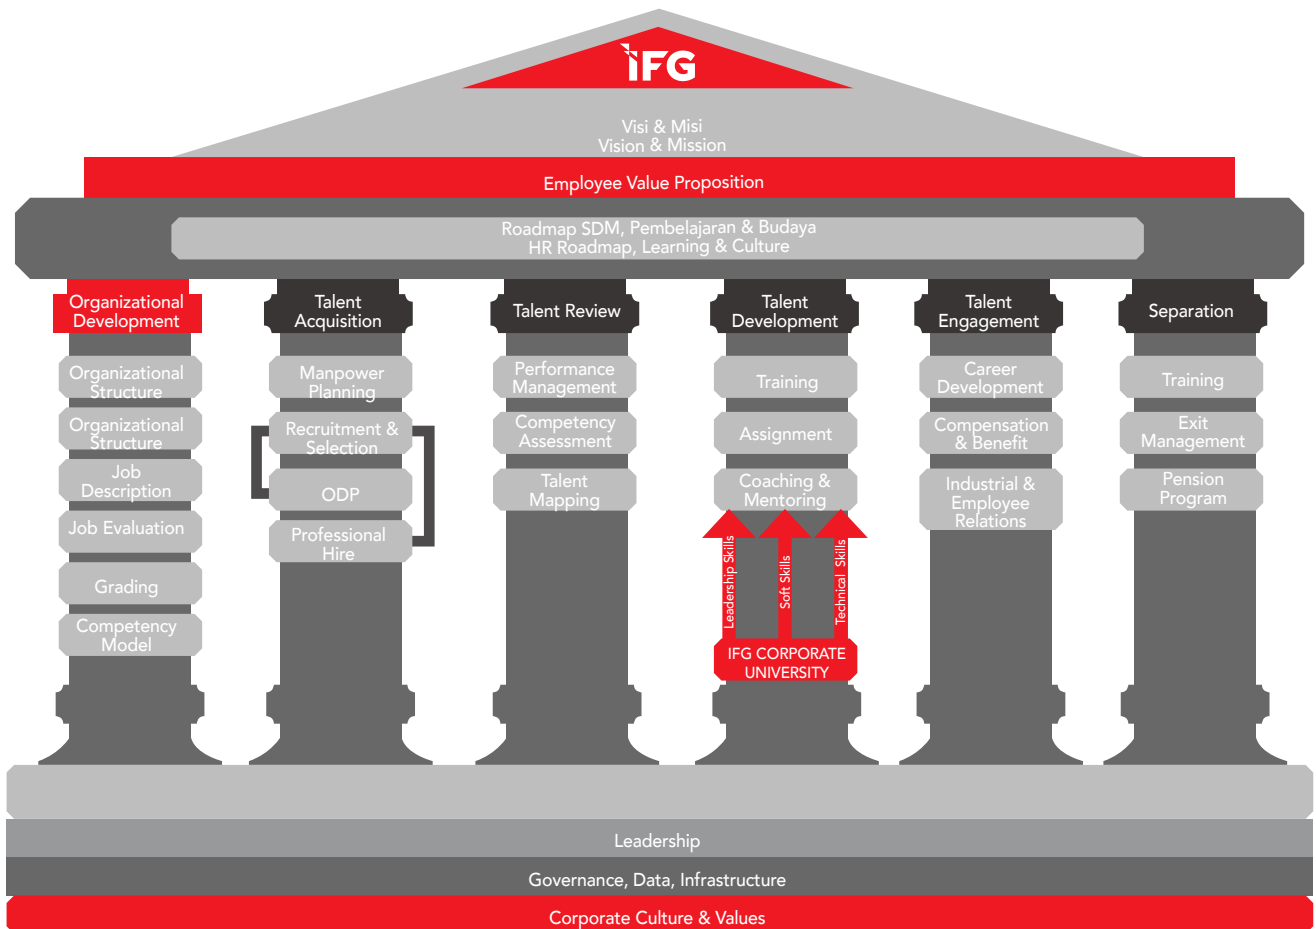 IFG
Visi & Misi
Vision & Mission
Employee Value Proposition
Roadmap SDM, Pembelajaran & Budaya
HR Roadmap, Learning & Culture
Organizational
Development
Organizational
Structure
Organizational
Structure
Job
Description
Job Evaluation
Grading
Competency
Model
Talent
Acquisition
Manpower
Planning
Recruitment &
Selection
ODP
Professional
Hire
Talent Review
Performance
Management
Competency
Assessment
Talent
Mapping
Talent
Development
Training
Assignment
Coaching &
Mentoring
Leadership Skills
Soft Skills
Technical Skills
IFG CORPORATE
UNIVERSITY
Talent
Engagement
Career
Development
Compensation
& Benefit
Industrial &
Employee
Relations
Separation
Training
Exit
Management
Pension
Program
Leadership
Governance, Data, Infrastructure
Corporate Culture & Values